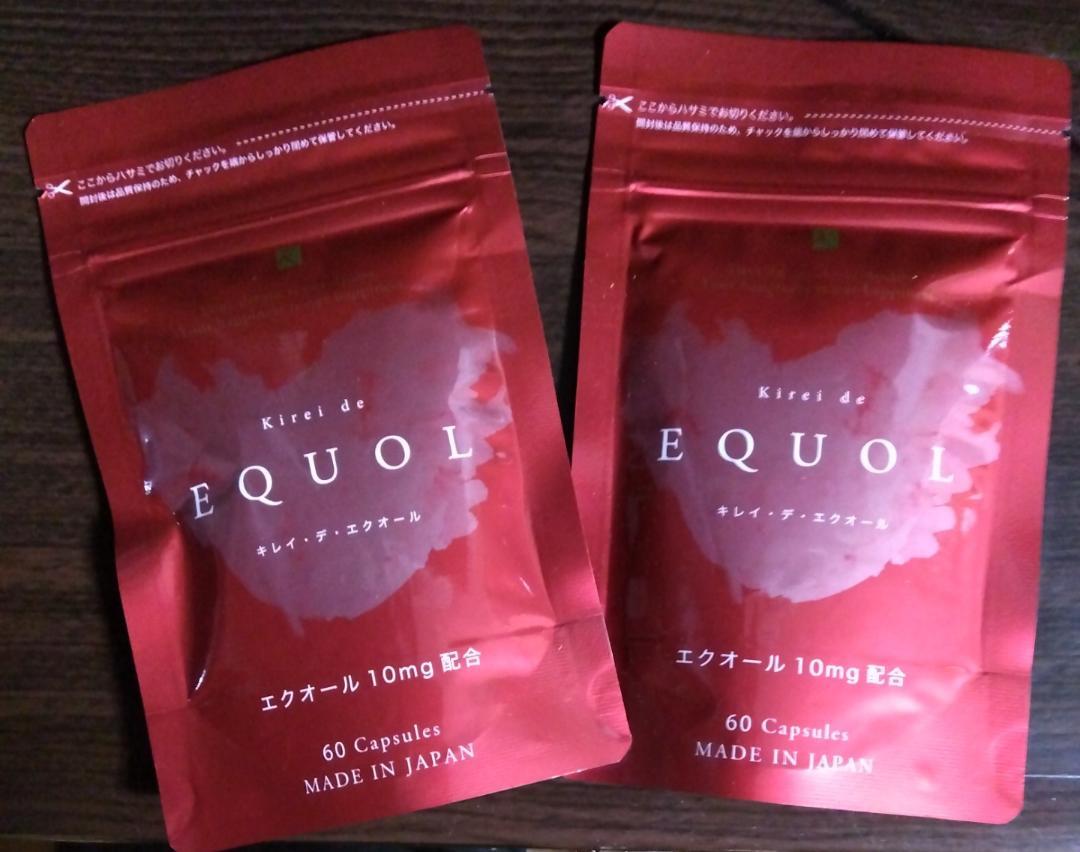 ここからハサミでお切りください。
開封後は品質保持のため、チャックを端からしっかり閉めて保管してください。
Kirei de
EQUOL
キレイ・デ・エクオール
エクオール 10mg 配合
60 Capsules
MADE IN JAPAN
ここからハサミでお切りください。
開封後は品質保持のため、チャックを端からしっかり閉めて保管してください。
Kirei de
EQUOL
キレイ・デ・エクオール
エクオール 10mg 配合
60 Capsules
MADE IN JAPAN